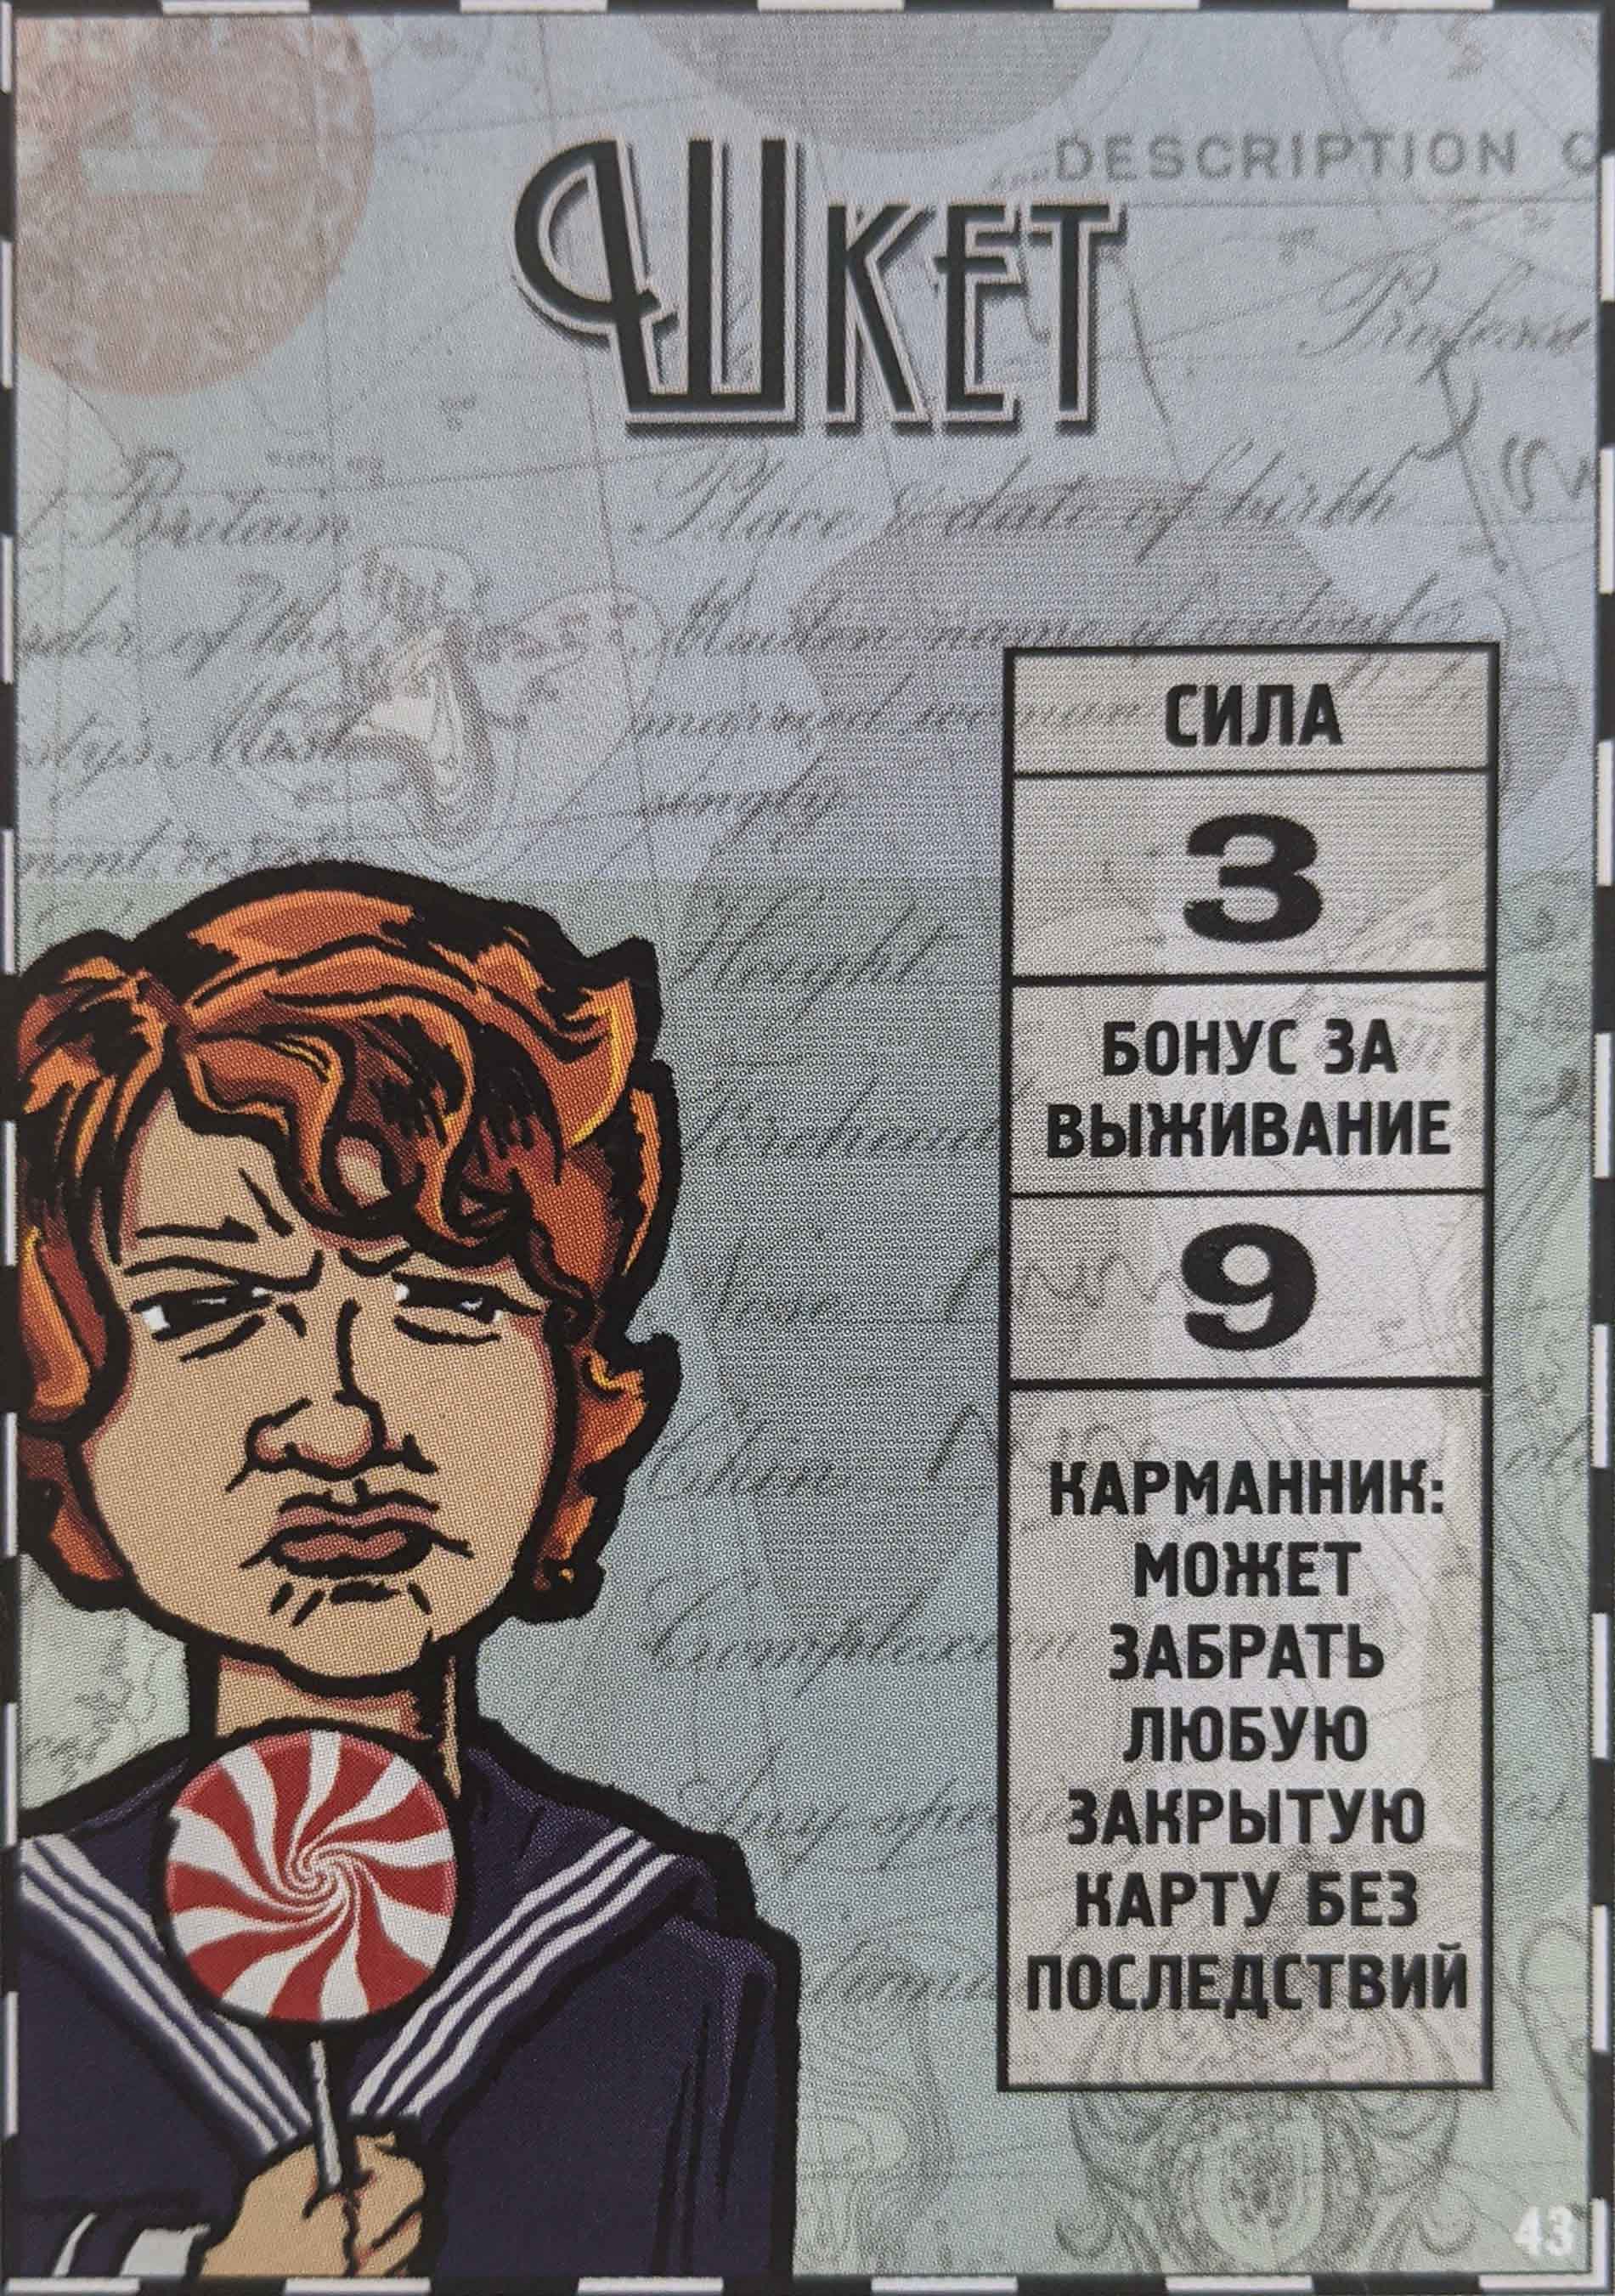 DESCRIPTION
Шкет
Britain
Place & date of birth
СИЛА
3
БОНУС ЗА
ВЫЖИВАНИЕ
9
Height
КАРМАННИК:
МОЖЕТ
ЗАБРАТЬ
ЛЮБУЮ
ЗАКРЫТУЮ
КАРТУ БЕЗ
ПОСЛЕДСТВИЙ
43